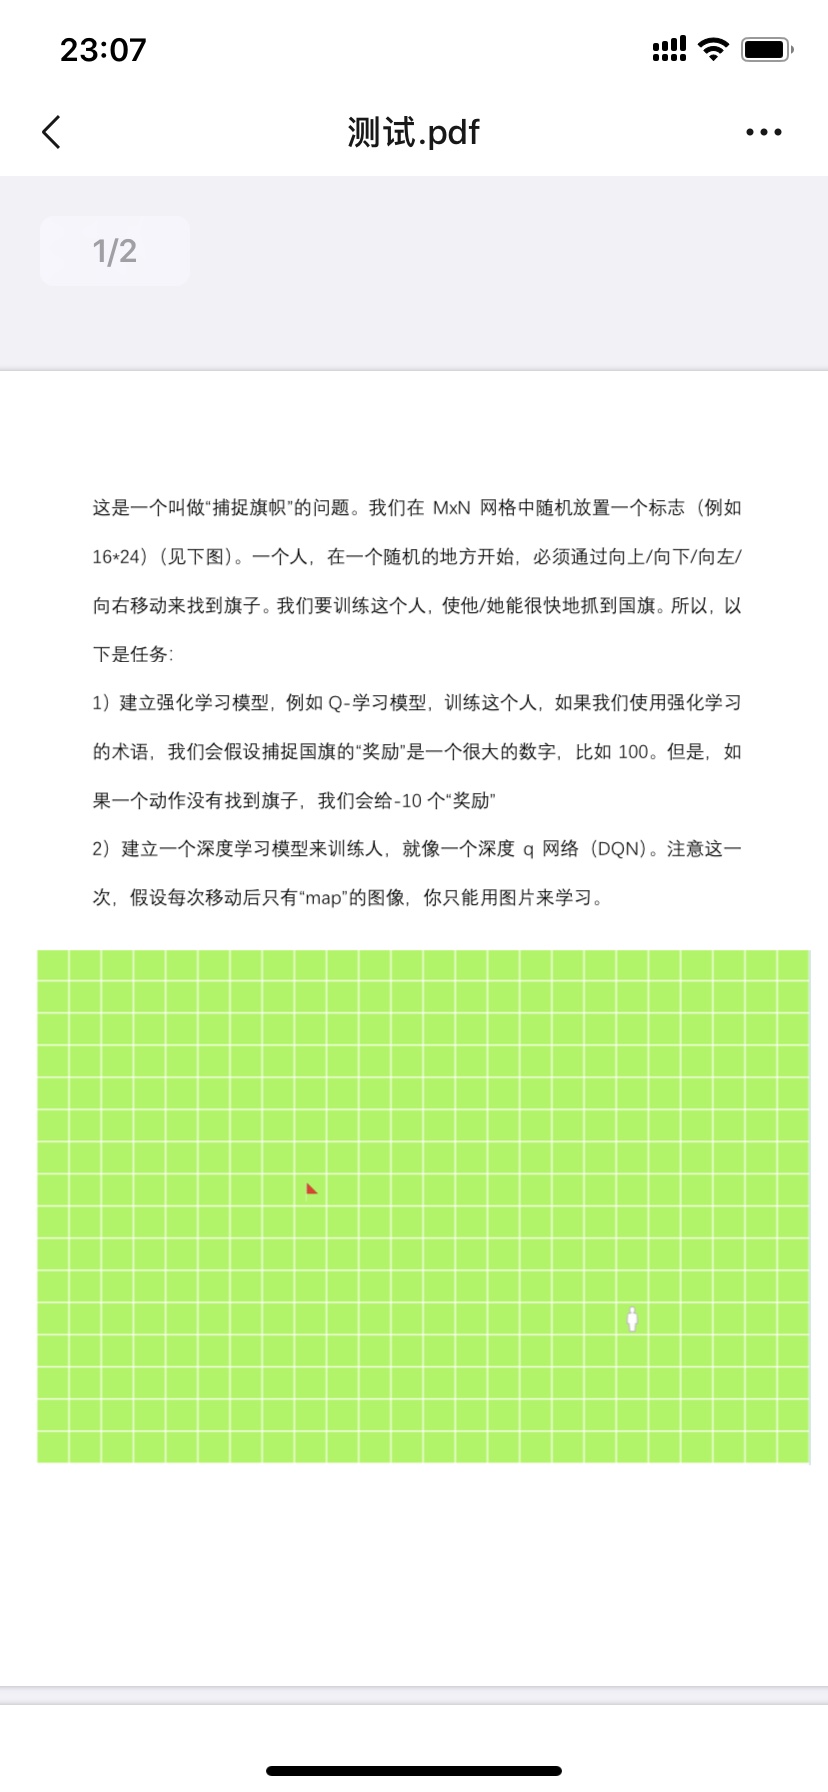 23:07
测试.pdf
1/2
这是一个叫做“捕捉旗帜”的问题。我们在 MxN 网格中随机放置一个标志（例如
16*24）（见下图）。一个人，在一个随机的地方开始，必须通过向上/向下/向左/
向右移动来找到旗子。我们要训练这个人，使他/她能很快地抓到国旗。所以，以
下是任务:
1）建立强化学习模型，例如 Q-学习模型，训练这个人，如果我们使用强化学习
的术语，我们会假设捕捉国旗的“奖励”是一个很大的数字，比如 100。但是，如
果一个动作没有找到旗子，我们会给-10 个“奖励”
2）建立一个深度学习模型来训练人，就像一个深度 q 网络（DQN）。注意这一
次，假设每次移动后只有“map”的图像，你只能用图片来学习。